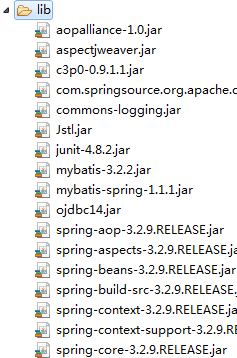 lib
aopalliance-1.0.jar
aspectjweaver.jar
c3p0-0.9.1.1.jar
com.springsource.org.apache.c
commons-logging.jar
Jstl.jar
junit-4.8.2.jar
mybatis-3.2.2.jar
mybatis-spring-1.1.1.jar
ojdbc14.jar
spring-aop-3.2.9.RELEASE.jar
spring-aspects-3.2.9.RELEASE.ja
spring-beans-3.2.9.RELEASE.jar
spring-build-src-3.2.9.RELEASE.j
spring-context-3.2.9.RELEASE.ja
spring-context-support-3.2.9.RE
spring-core-3.2.9.RELEASE.jar